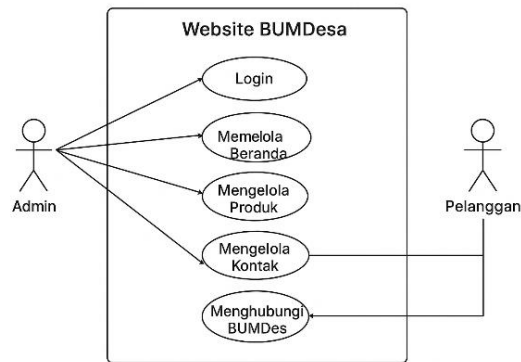 Website BUMDesa
Login
Memelola
Beranda
Mengelola
Produk
Mengelola
Kontak
Menghubungi
BUMDes
Admin
Pelanggan